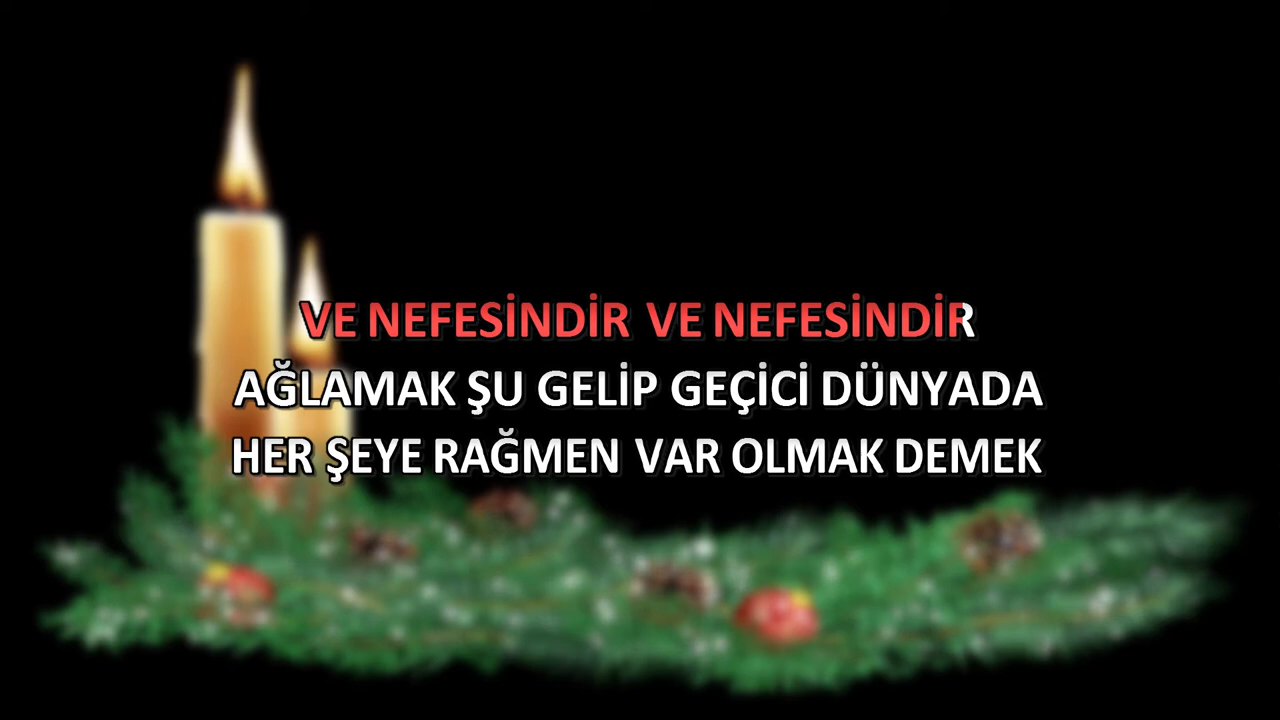 VE NEFESİNDİR VE NEFESİNDİR
AĞLAMAK ŞU GELİP GEÇİCİ DÜNYADA
HER ŞEYE RAĞMEN VAR OLMAK DEMEK